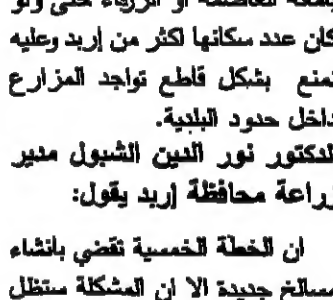 العاصمة او الزرقاء حتى ولو
كان عدد سكانها اكثر من إربد وعليه
تمنع بشكل قاطع تواجد المزارع
داخل حدود البلدية.
الدكتور نور الدين الشبول مدير
زراعة محافظة إربد يقول:
ان الخطة الخمسية تقضي بانشاء
مسالخ جديدة الا ان المشكلة ستظل